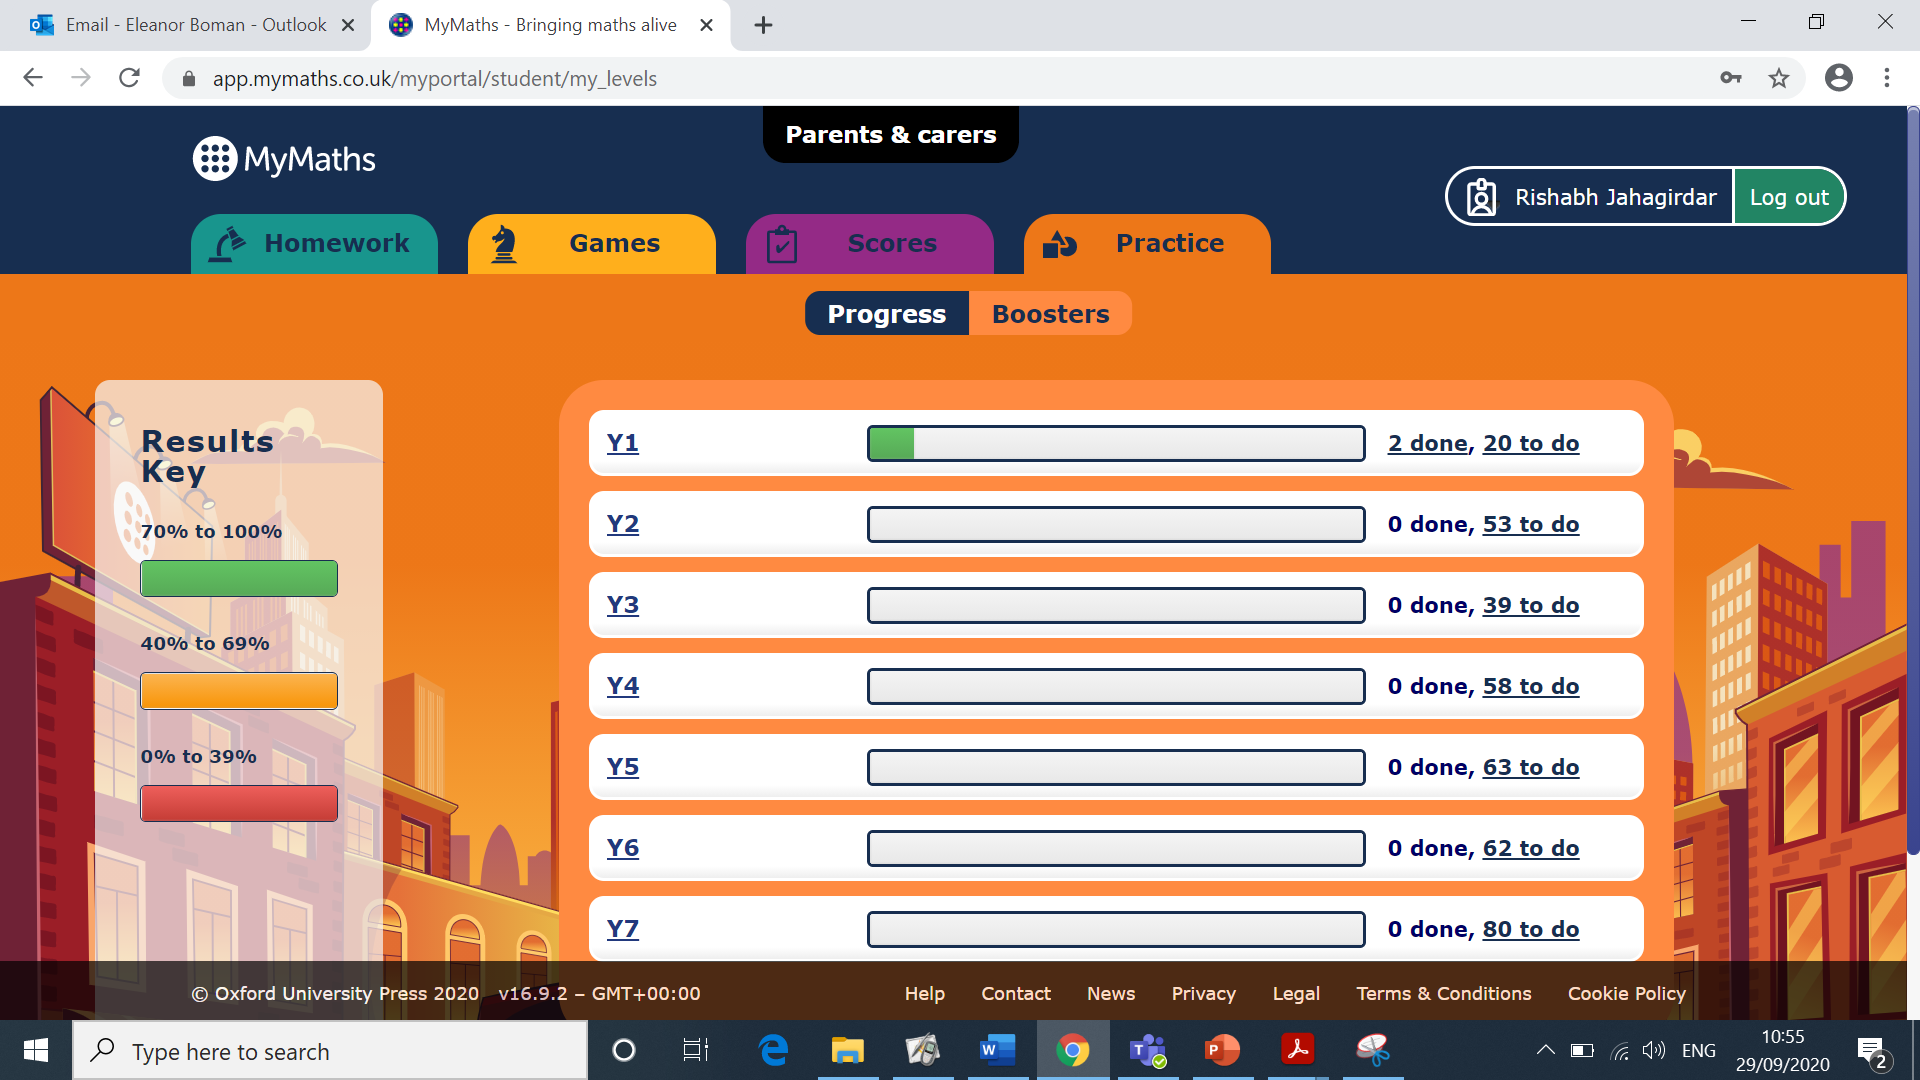 Email - Eleanor Boman - Outlook
MyMaths - Bringing maths alive
app.mymaths.co.uk/myportal/student/my_levels
Parents & carers
MyMaths
Rishabh Jahagirdar
Log out
Homework
Games
Scores
Practice
Progress
Boosters
Results
Key
70% to 100%
40% to 69%
0% to 39%
Y1 2 done, 20 to do
Y2 0 done, 53 to do
Y3 0 done, 39 to do
Y4 0 done, 58 to do
Y5 0 done, 63 to do
Y6 0 done, 62 to do
Y7 0 done, 80 to do
© Oxford University Press 2020 v16.9.2 – GMT+00:00
Help Contact News Privacy Legal Terms & Conditions Cookie Policy
Type here to search
ENG
10:55
29/09/2020
2